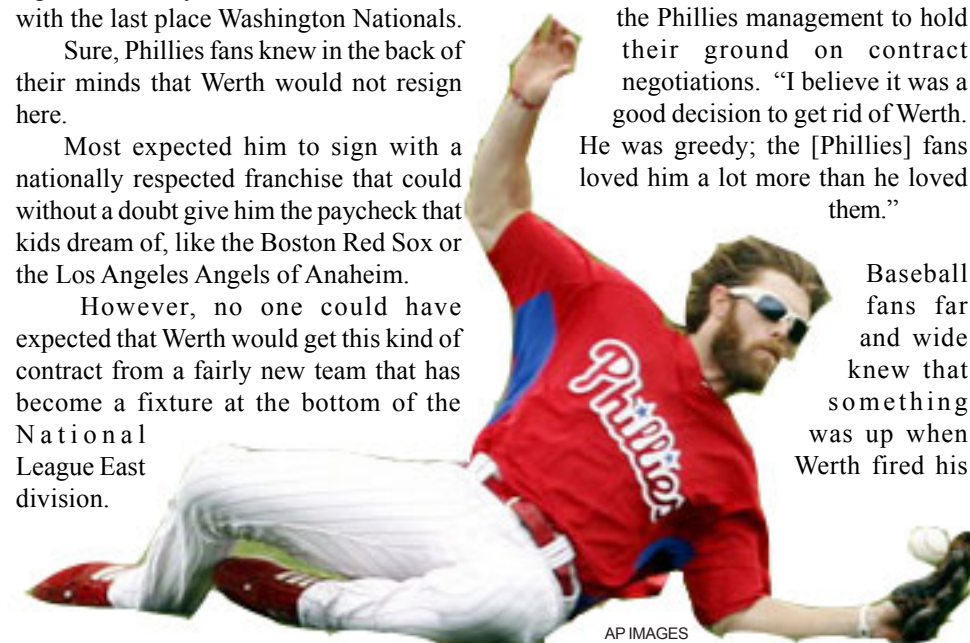 with the last place Washington Nationals.
Sure, Phillies fans knew in the back of
their minds that Werth would not resign
here.
Most expected him to sign with a
nationally respected franchise that could
without a doubt give him the paycheck that
kids dream of, like the Boston Red Sox or
the Los Angeles Angels of Anaheim.
However, no one could have
expected that Werth would get this kind of
contract from a fairly new team that has
become a fixture at the bottom of the
National
League East
division.
the Phillies management to hold
their ground on contract
negotiations. “I believe it was a
good decision to get rid of Werth.
He was greedy; the [Phillies] fans
loved him a lot more than he loved
them.”
Baseball
fans far
and wide
knew that
something
was up when
Werth fired his
Phillies
AP IMAGES